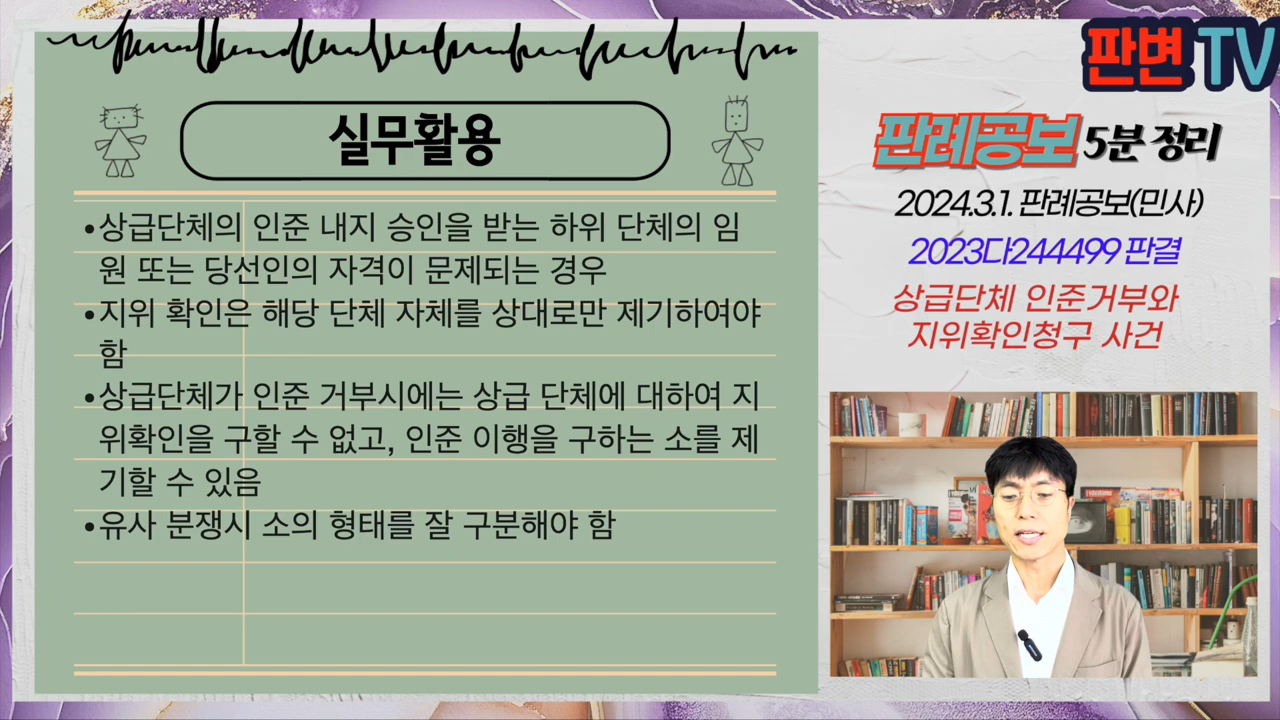 판변 TV
실무활용
•상급단체의 인준 내지 승인을 받는 하위 단체의 임
원 또는 당선인의 자격이 문제되는 경우
•지위 확인은 해당 단체 자체를 상대로만 제기하여야
함
•상급단체가 인준 거부시에는 상급 단체에 대하여 지
위확인을 구할 수 없고, 인준 이행을 구하는 소를 제
기할 수 있음
•유사 분쟁시 소의 형태를 잘 구분해야 함
판례공보 5분 정리
2024.3.1. 판례공보(민사)
2023다244499 판결
상급단체 인준거부와
지위확인청구 사건